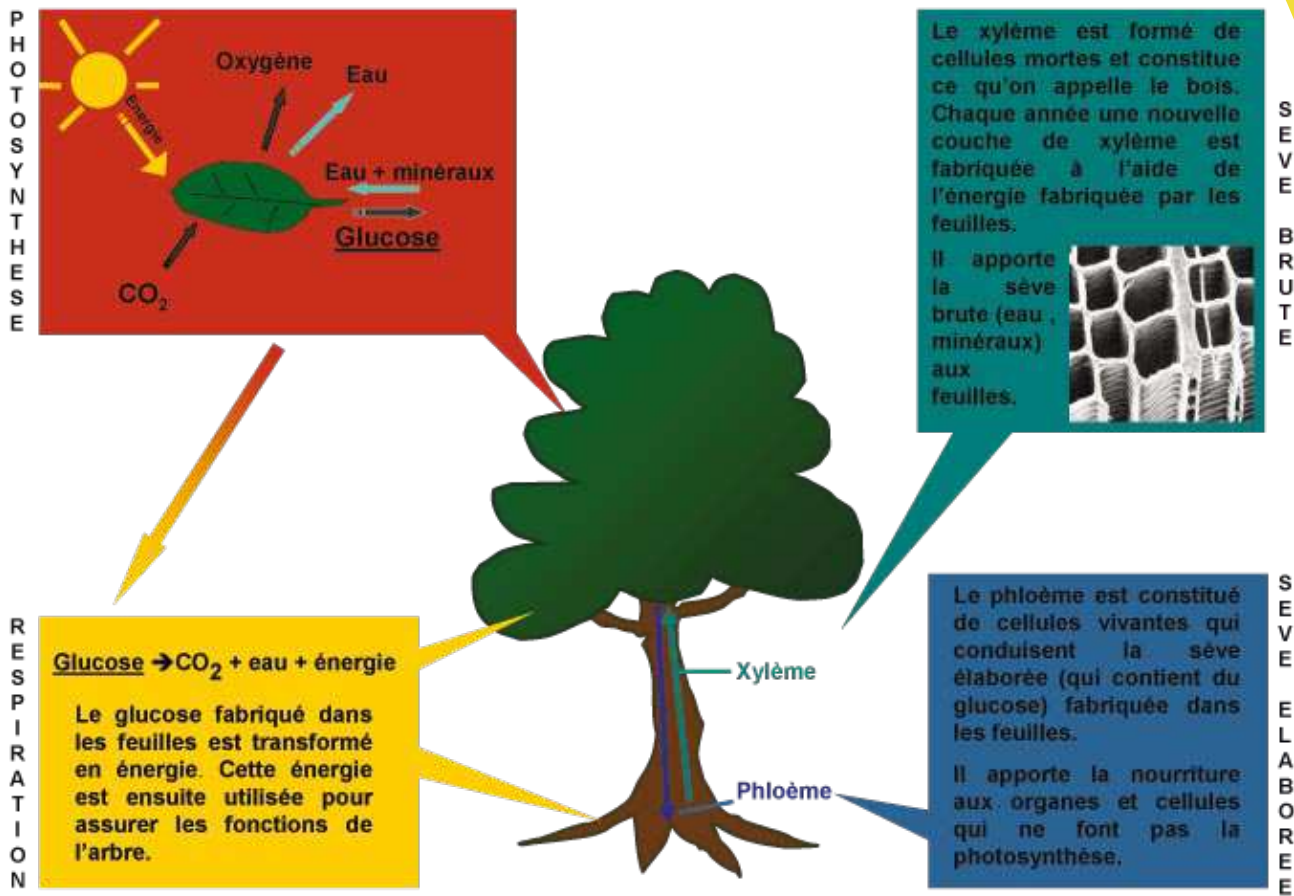 PHOTOSYNTHESE
Oxygène
Eau
Energie
Eau + minéraux
Glucose
CO₂
Le xylème est formé de
cellules mortes et constitue
ce qu'on appelle le bois.
Chaque année une nouvelle
couche de xylème est
fabriquée à l'aide de
l'énergie fabriquée par les
feuilles.
Il apporte
la sève
brute (eau ,
minéraux)
aux
feuilles.
SEVE BRUTE
RESPIRATION
Glucose ➔CO₂ + eau + énergie
Le glucose fabriqué dans
les feuilles est transformé
en énergie. Cette énergie
est ensuite utilisée pour
assurer les fonctions de
l'arbre.
Xylème
Phloème
Le phloème est constitué
de cellules vivantes qui
conduisent la sève
élaborée (qui contient du
glucose) fabriquée dans
les feuilles.
Il apporte la nourriture
aux organes et cellules
qui ne font pas la
photosynthèse.
SEVE ELABOREE